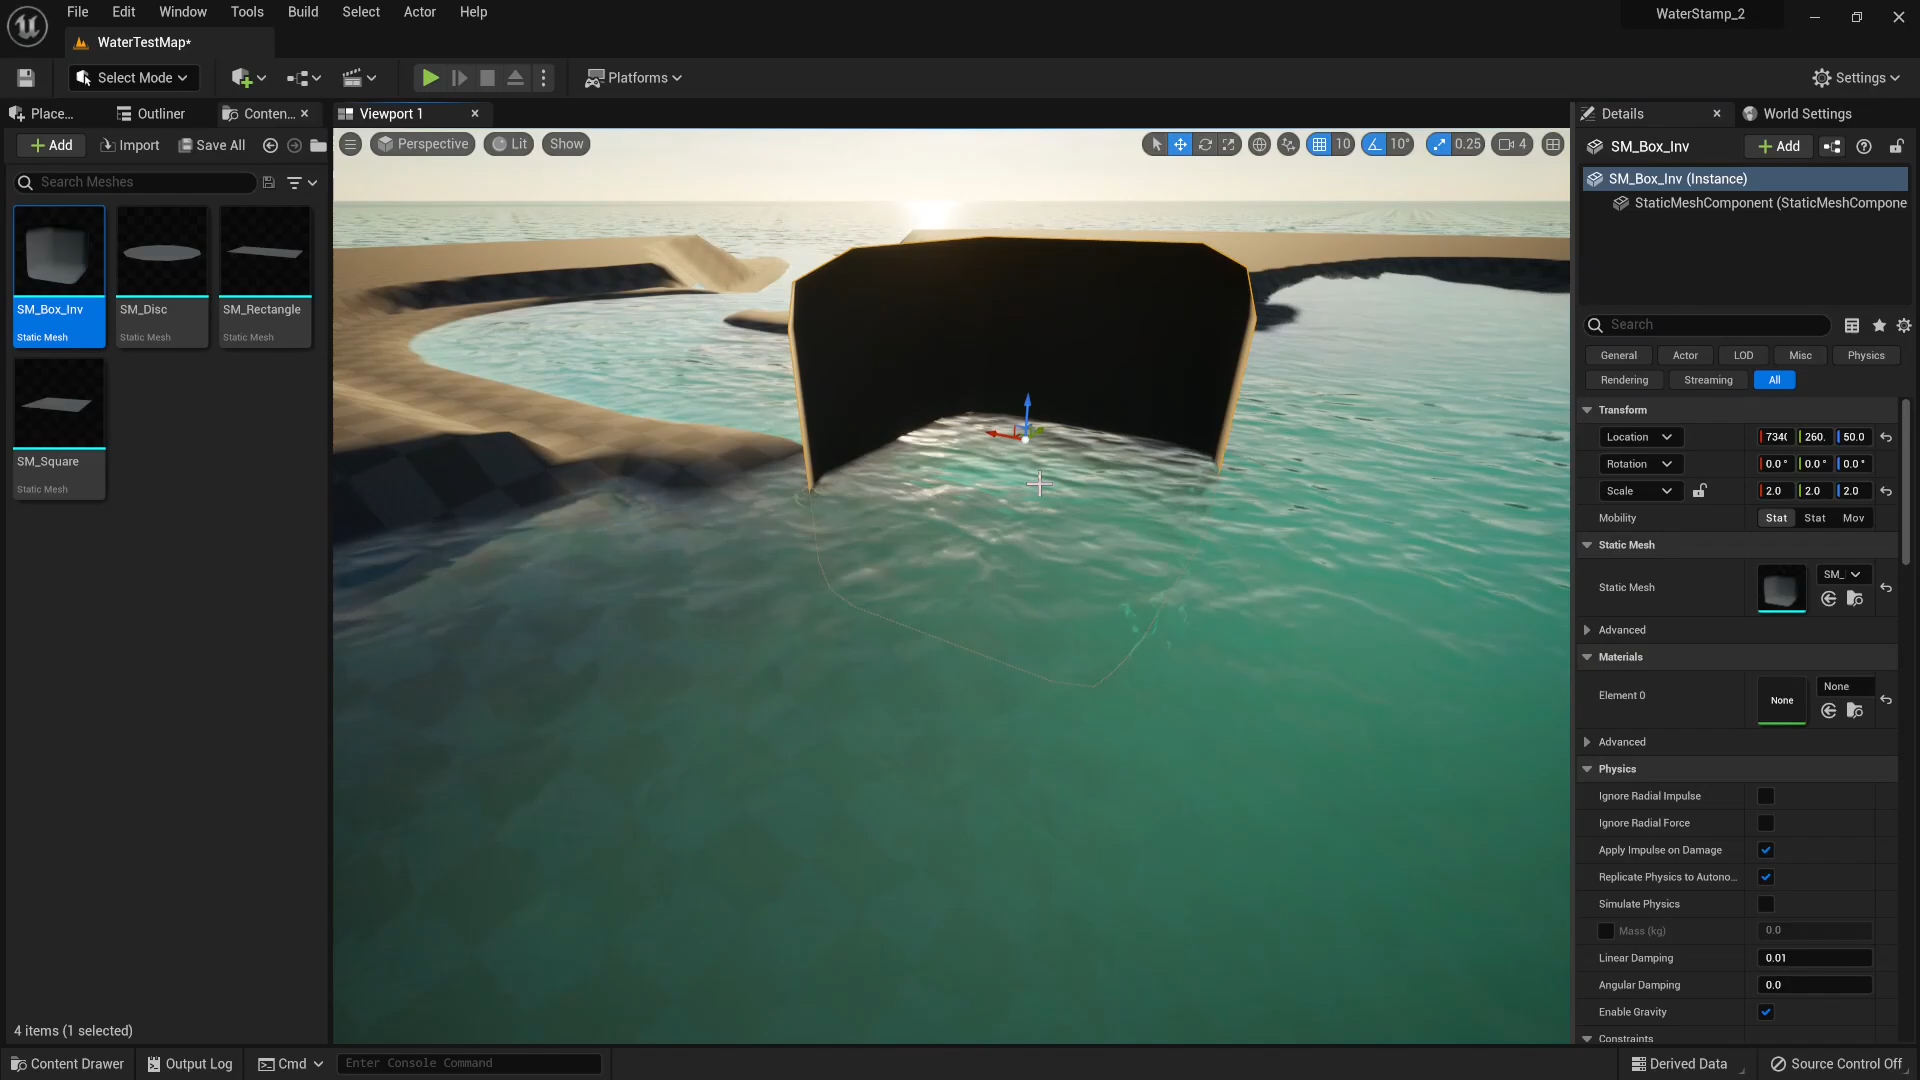 File Edit Window Tools Build Select Actor Help
WaterStamp_2
WaterTestMap*
Select Mode
Platforms
Settings
Place...
Outliner
Conten...
Viewport 1
Details
World Settings
Add
Import
Save All
Perspective
Lit
Show
10
10°
0.25
4
SM_Box_Inv
Add
Search Meshes
SM_Box_Inv (Instance)
StaticMeshComponent (StaticMeshCompone
SM_Box_Inv
Static Mesh
SM_Disc
Static Mesh
SM_Rectangle
Static Mesh
SM_Square
Static Mesh
Search
General
Actor
LOD
Misc
Physics
Rendering
Streaming
All
Transform
Location 734( 260. 50.0
Rotation 0.0° 0.0° 0.0°
Scale 2.0 2.0 2.0
Mobility Stat Stat Mov
Static Mesh
Static Mesh SM_
Advanced
Materials
Element 0 None None
Advanced
Physics
Ignore Radial Impulse
Ignore Radial Force
Apply Impulse on Damage
Replicate Physics to Autono...
Simulate Physics
Mass (kg) 0.0
Linear Damping 0.01
Angular Damping 0.0
Enable Gravity
Constraints
4 items (1 selected)
Content Drawer
Output Log
Cmd
Enter Console Command
Derived Data
Source Control Off